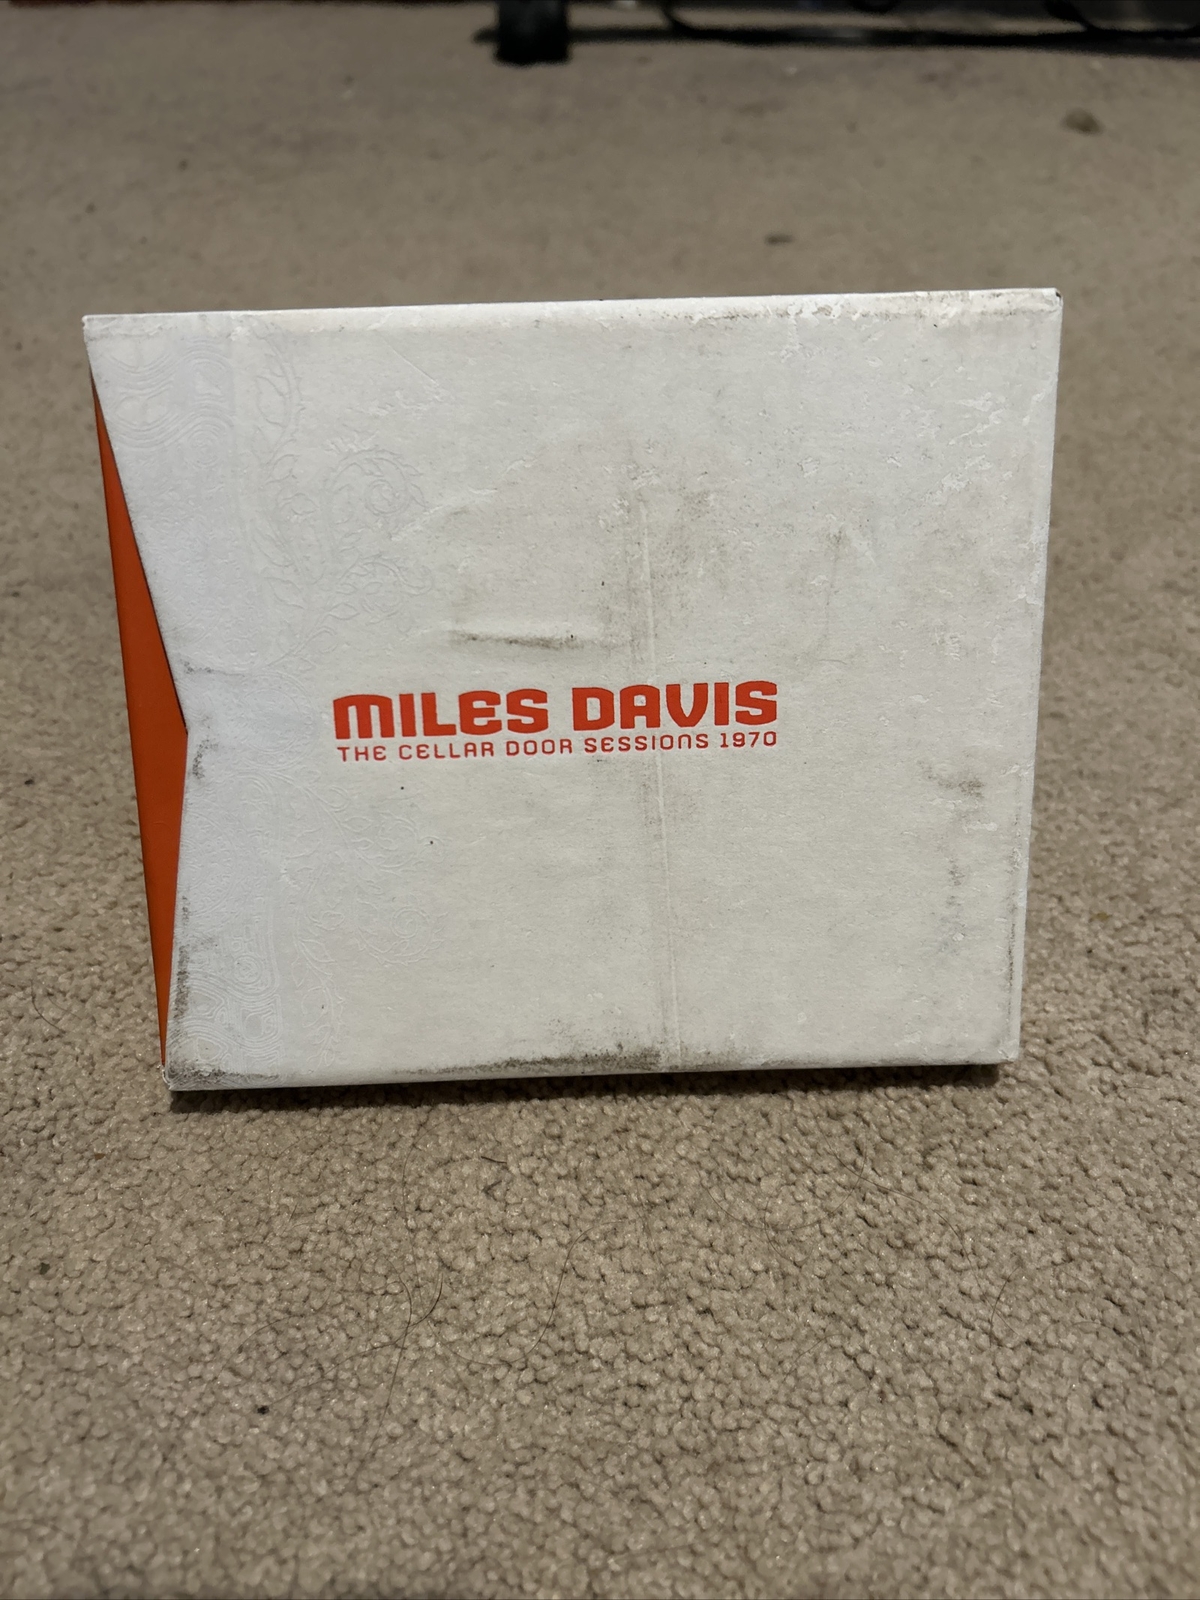 MILES DAVIS
THE CELLAR DOOR SESSIONS 1970